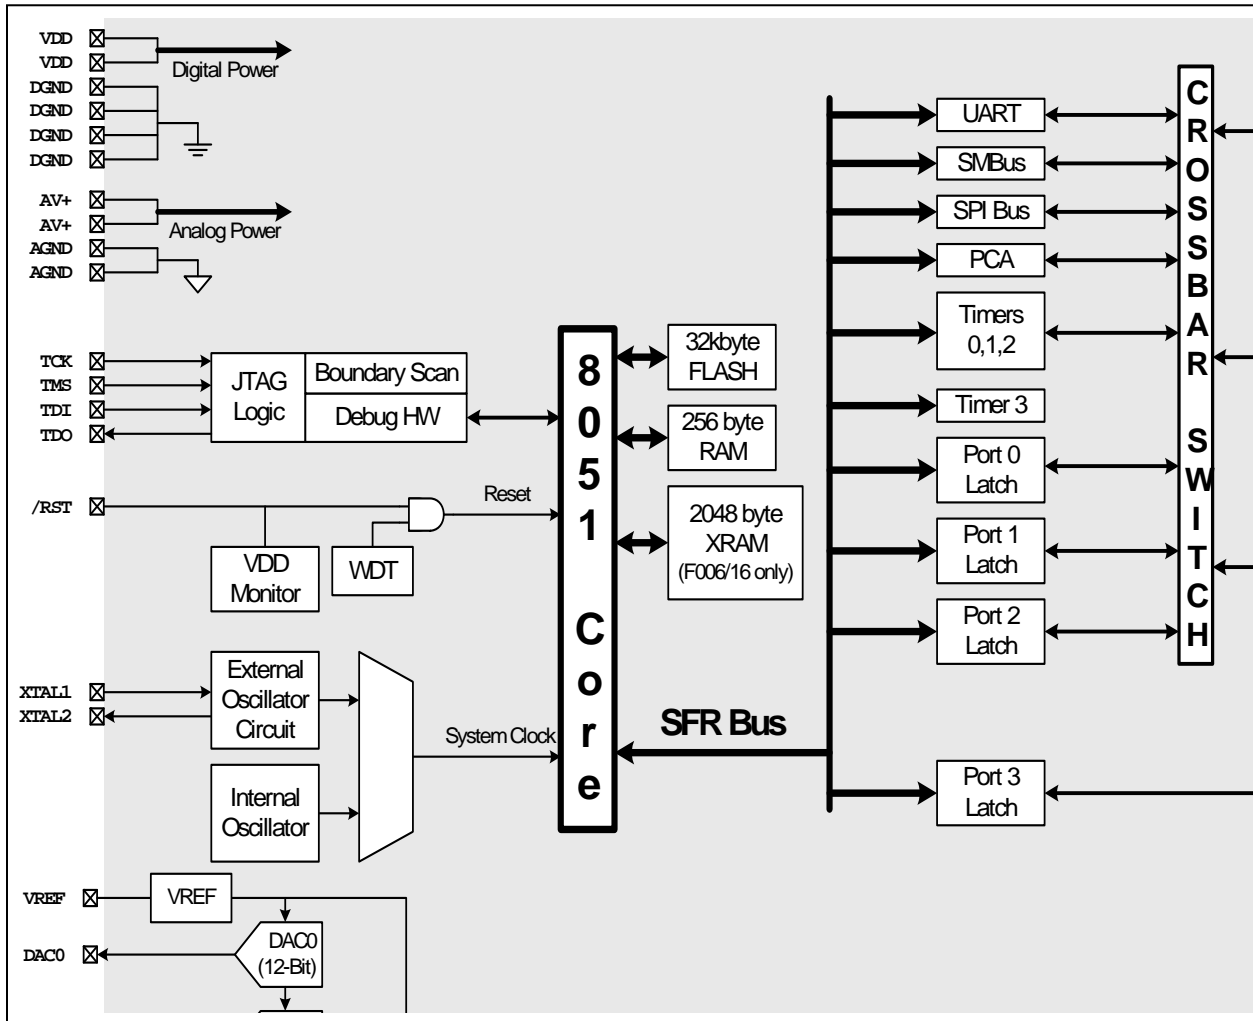 VDD
VDD
Digital Power
DGND
DGND
DGND
DGND
AV+
AV+
Analog Power
AGND
AGND
TCK
TMS
TDI
TDO
JTAG
Logic
Boundary Scan
Debug HW
/RST
Reset
VDD
Monitor
WDT
XTAL1
XTAL2
External
Oscillator
Circuit
Internal
Oscillator
System Clock
VREF
VREF
DAC0
DAC0
(12-Bit)
8051 Core
32kbyte
FLASH
256 byte
RAM
2048 byte
XRAM
(F006/16 only)
SFR Bus
UART
SMBus
SPI Bus
PCA
Timers
0,1,2
Timer 3
Port 0
Latch
Port 1
Latch
Port 2
Latch
Port 3
Latch
CROSSBAR SWITCH